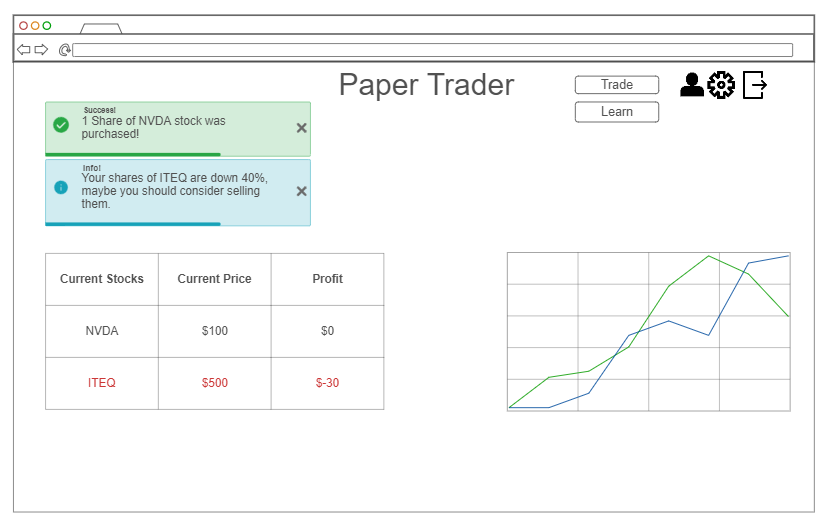 Paper Trader
Trade
Learn
Success!
1 Share of NVDA stock was
purchased!
Info!
Your shares of ITEQ are down 40%,
maybe you should consider selling
them.
Current Stocks Current Price Profit
NVDA $100 $0
ITEQ $500 $-30